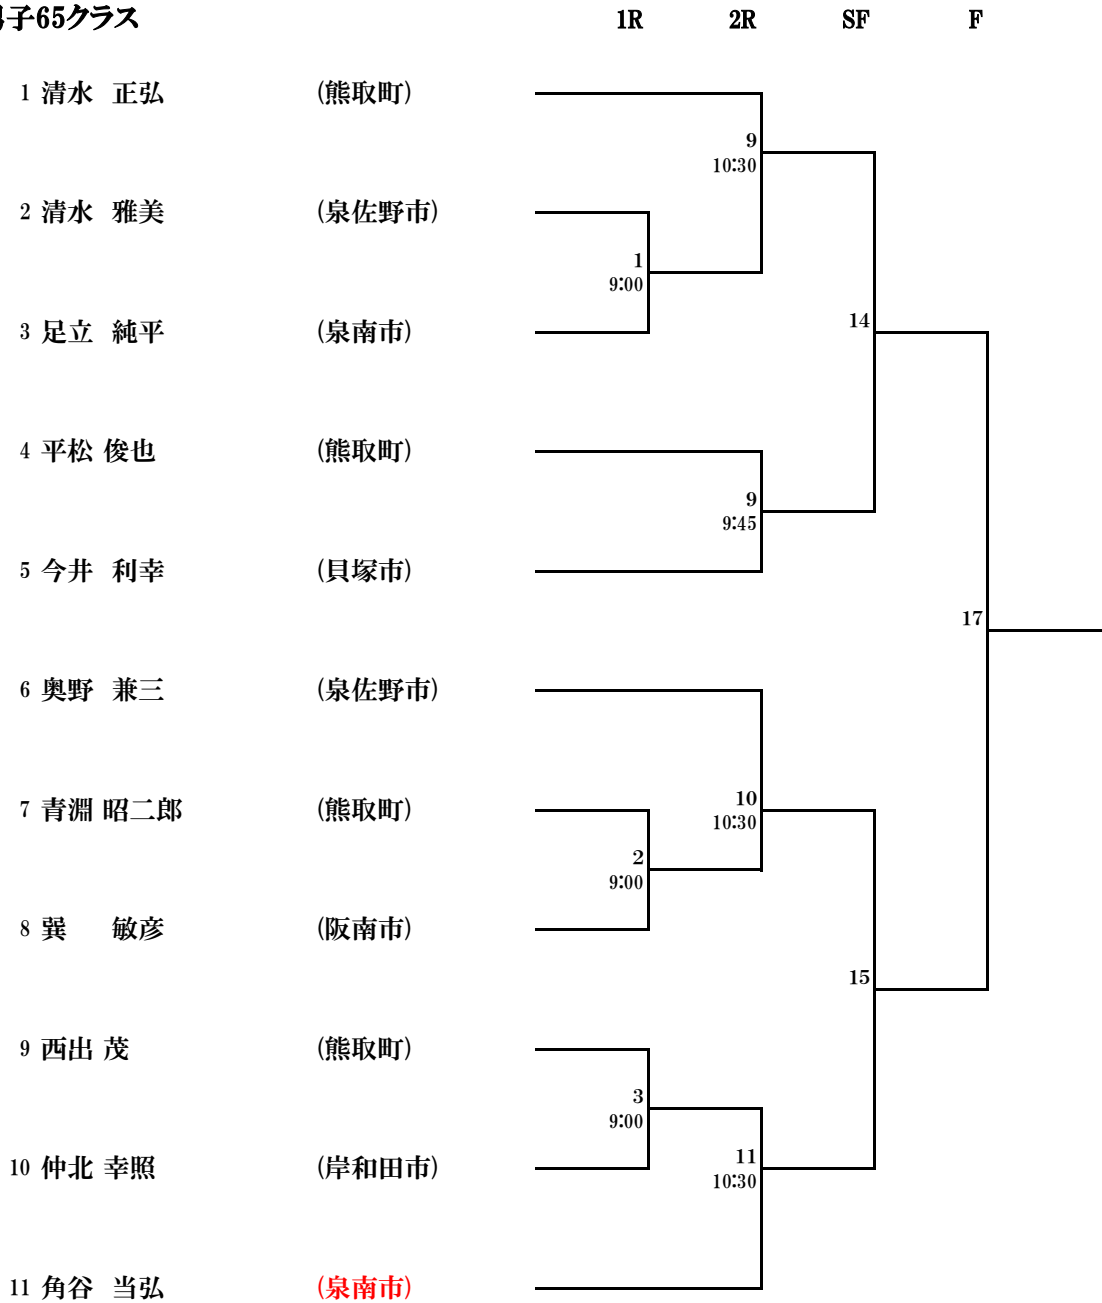 男子65クラス 1R 2R SF F
1 清水 正弘 (熊取町)
9
10:30
2 清水 雅美 (泉佐野市)
1
9:00
3 足立 純平 (泉南市)
14
4 平松 俊也 (熊取町)
9
9:45
5 今井 利幸 (貝塚市)
17
6 奥野 兼三 (泉佐野市)
7 青淵 昭二郎 (熊取町)
10
10:30
2
9:00
8 巽 敏彦 (阪南市)
15
9 西出 茂 (熊取町)
3
9:00
10 仲北 幸照 (岸和田市)
11
10:30
11 角谷 当弘 (泉南市)